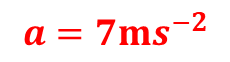 a = 7ms⁻²